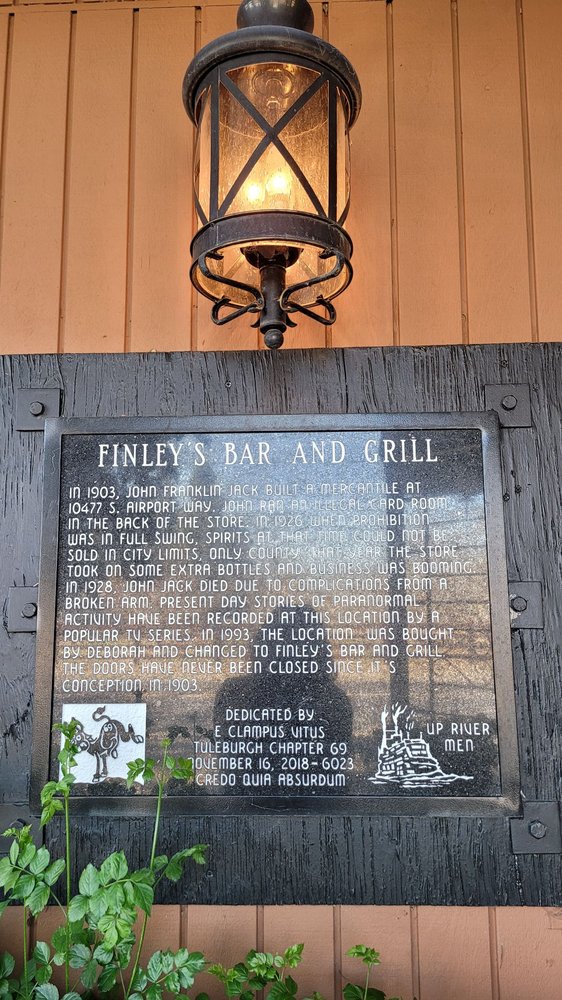 FINLEY'S BAR AND GRILL
IN 1903, JOHN FRANKLIN JACK BUILT A MERCANTILE AT
10477 S. AIRPORT WAY. JOHN RAN AN ILLEGAL CARD ROOM
IN THE BACK OF THE STORE. IN 1926, WHEN PROHIBITION
WAS IN FULL SWING, SPIRITS AT THAT TIME COULD NOT BE
SOLD IN CITY LIMITS, ONLY COUNTY. THAT YEAR THE STORE
TOOK ON SOME EXTRA BOTTLES AND BUSINESS WAS BOOMING.
IN 1928, JOHN JACK DIED DUE TO COMPLICATIONS FROM A
BROKEN ARM. PRESENT DAY STORIES OF PARANORMAL
ACTIVITY HAVE BEEN RECORDED AT THIS LOCATION BY A
POPULAR TV SERIES. IN 1993, THE LOCATION WAS BOUGHT
BY DEBORAH AND CHANGED TO FINLEY'S BAR AND GRILL.
THE DOORS HAVE NEVER BEEN CLOSED SINCE IT'S
CONCEPTION IN 1903.
DEDICATED BY
E CLAMPUS VITUS
TULEBURGH CHAPTER 69
NOVEMBER 16, 2018-6023
CREDO QUIA ABSURDUM
UP RIVER
MEN